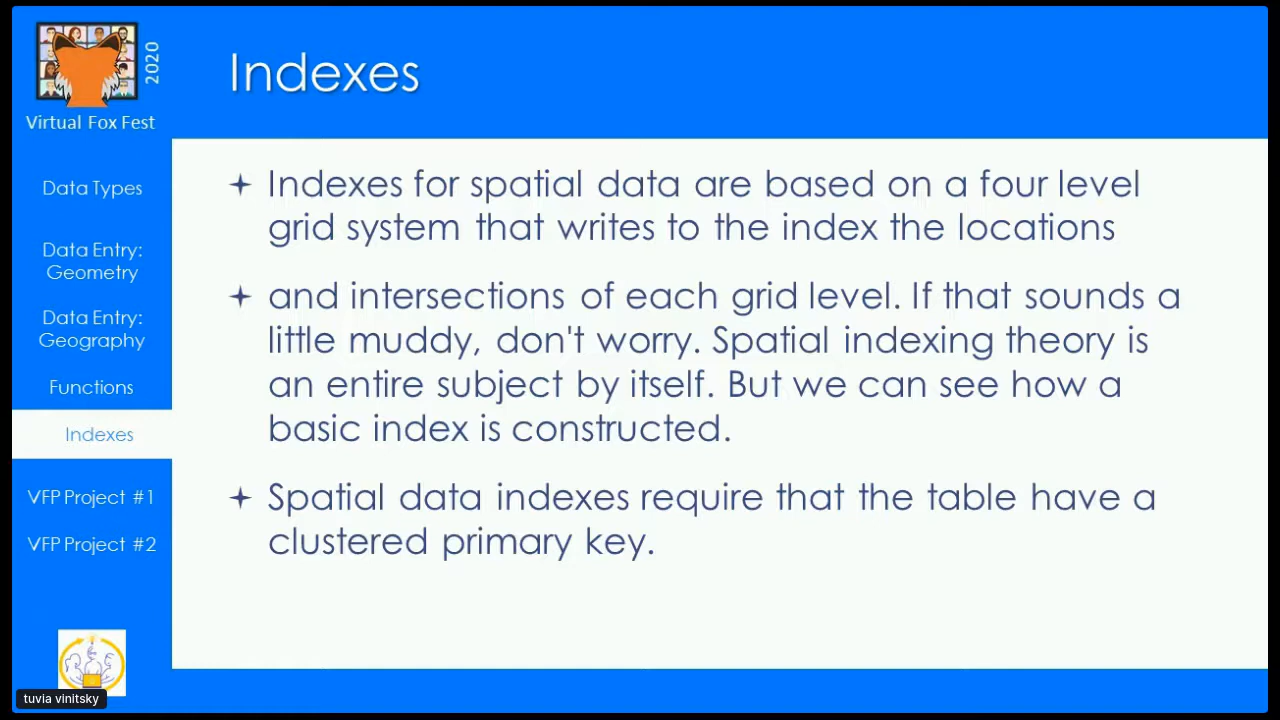 2020
Virtual Fox Fest
Indexes
Data Types
Data Entry:
Geometry
Data Entry:
Geography
Functions
Indexes
VFP Project #1
VFP Project #2
Indexes for spatial data are based on a four level
grid system that writes to the index the locations
and intersections of each grid level. If that sounds a
little muddy, don't worry. Spatial indexing theory is
an entire subject by itself. But we can see how a
basic index is constructed.
Spatial data indexes require that the table have a
clustered primary key.
tuvia vinitsky